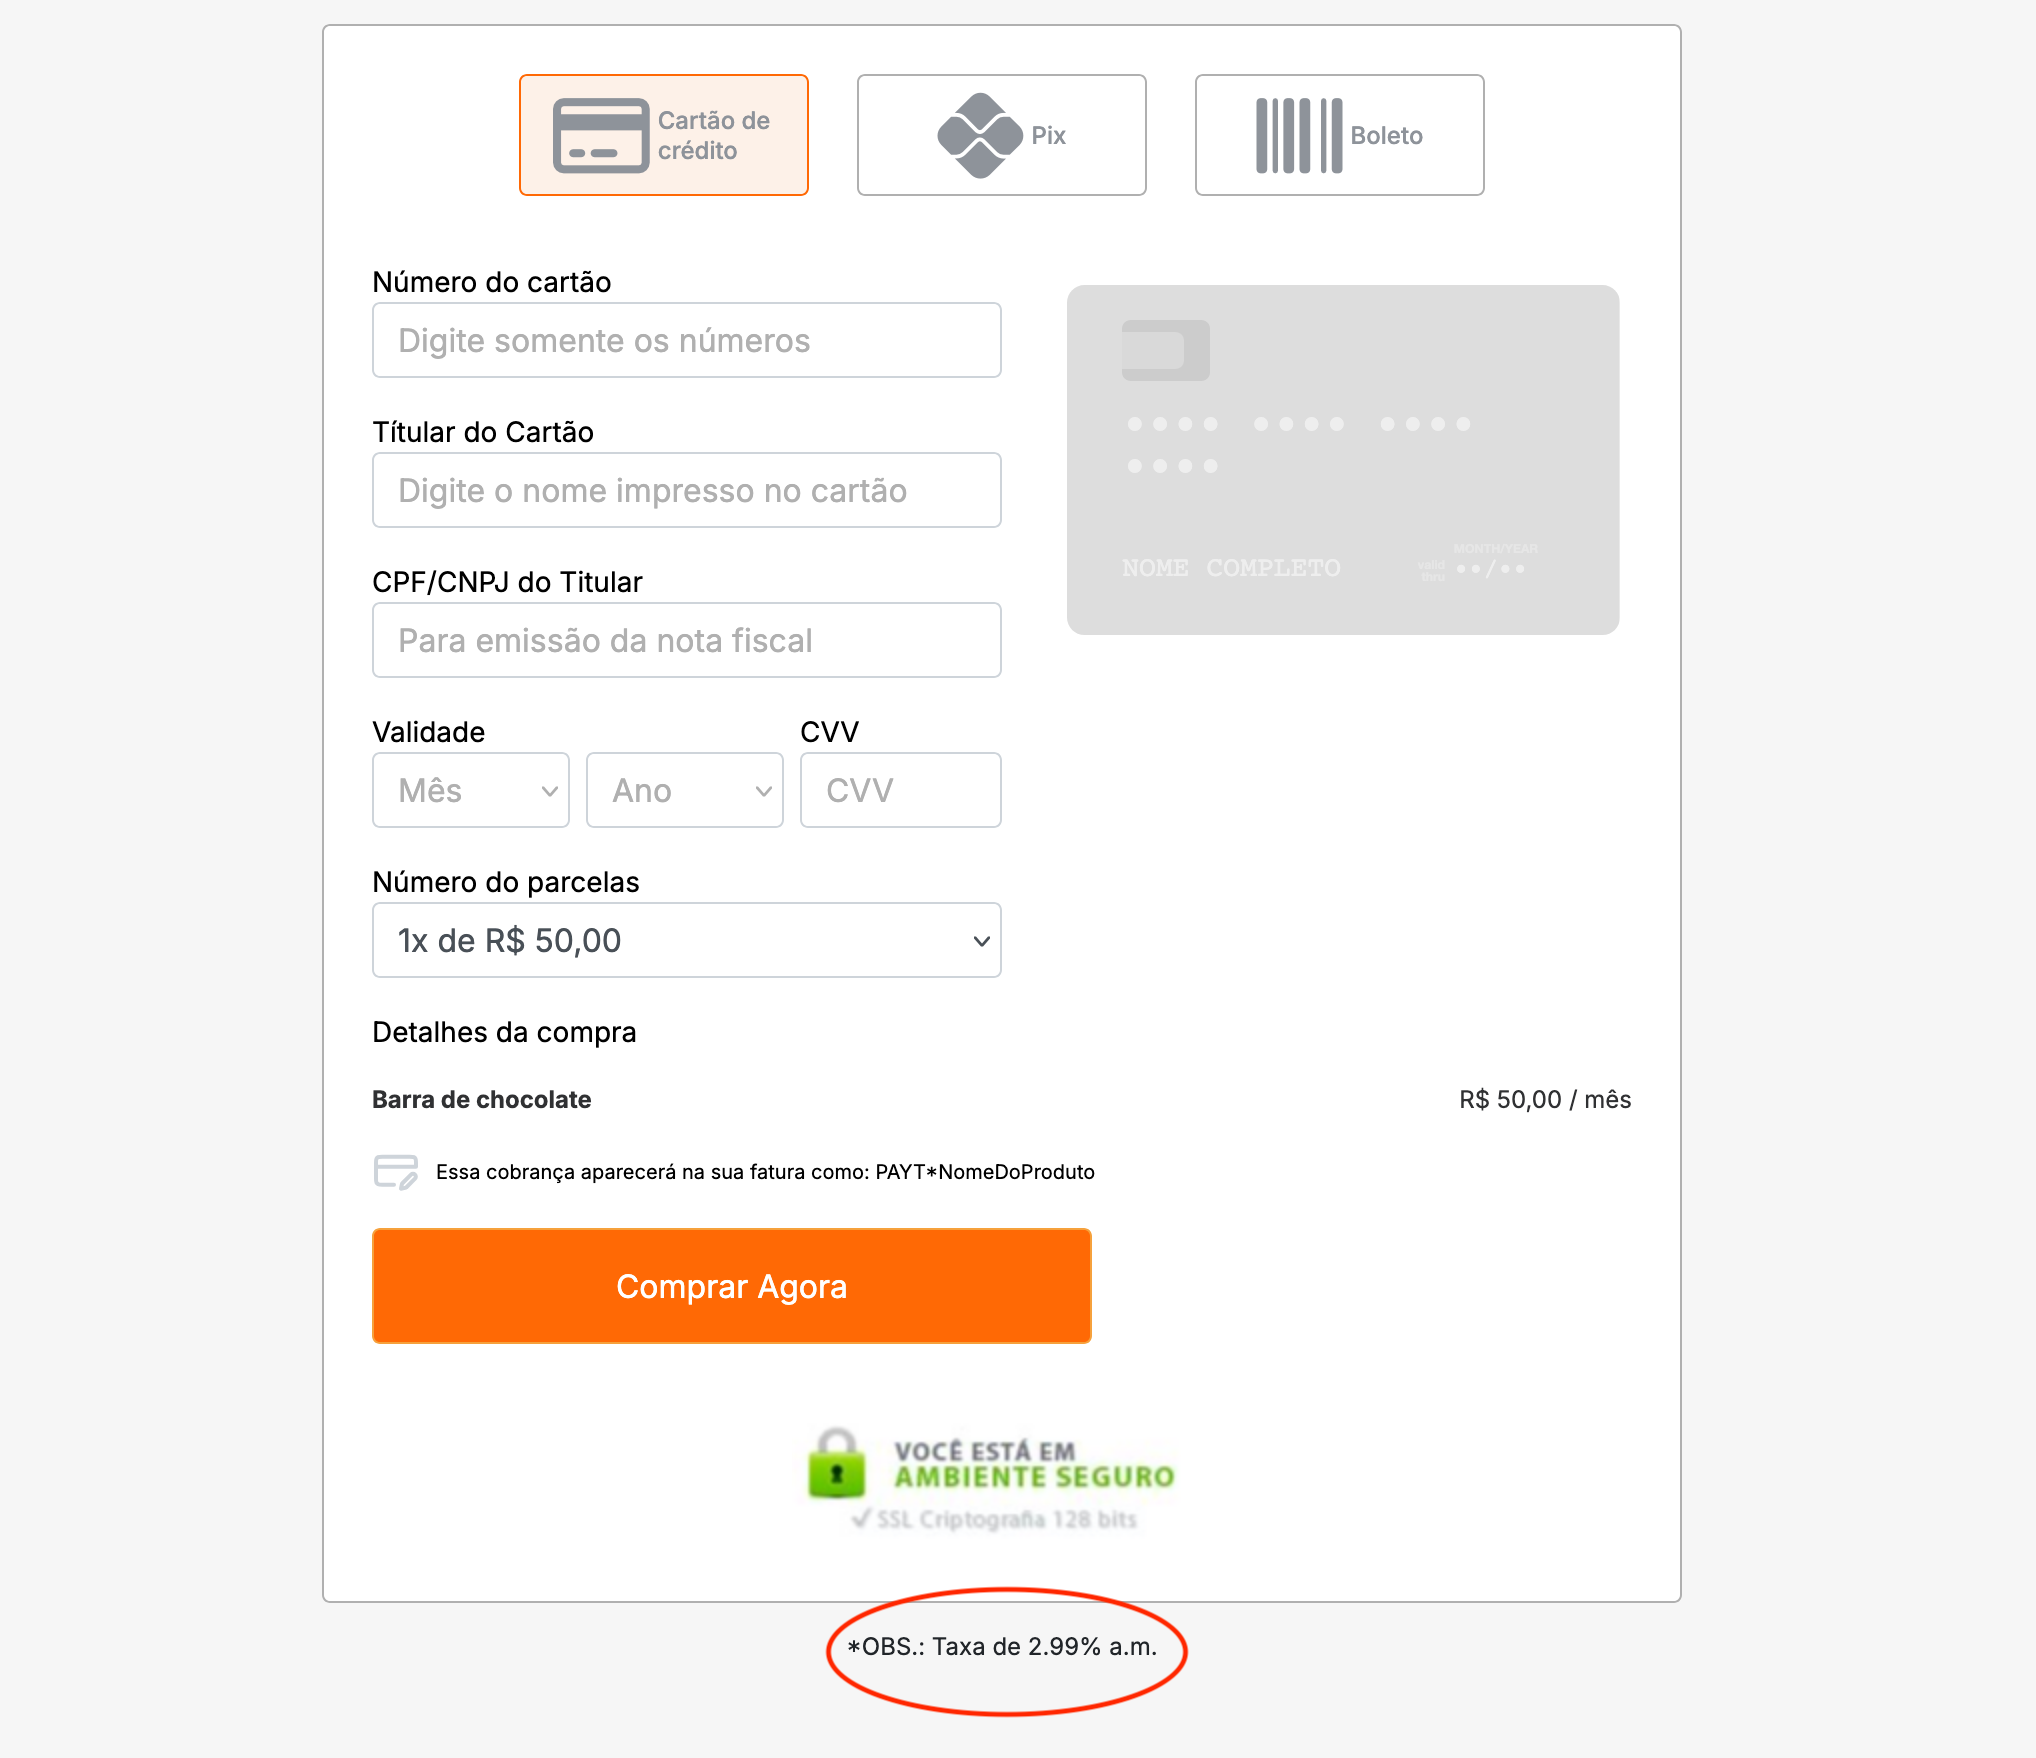 Cartão de
crédito
Pix
Boleto
Número do cartão
Digite somente os números
Títular do Cartão
Digite o nome impresso no cartão
CPF/CNPJ do Titular
Para emissão da nota fiscal
Validade
CVV
Mês
Ano
CVV
Número do parcelas
1x de R$ 50,00
NOME COMPLETO
MONTH/YEAR
valid
thru
••/••
Detalhes da compra
Barra de chocolate
R$ 50,00 / mês
Essa cobrança aparecerá na sua fatura como: PAYT*NomeDoProduto
Comprar Agora
VOCÊ ESTÁ EM
AMBIENTE SEGURO
SSL Criptografia 128 bits
*OBS.: Taxa de 2.99% a.m.